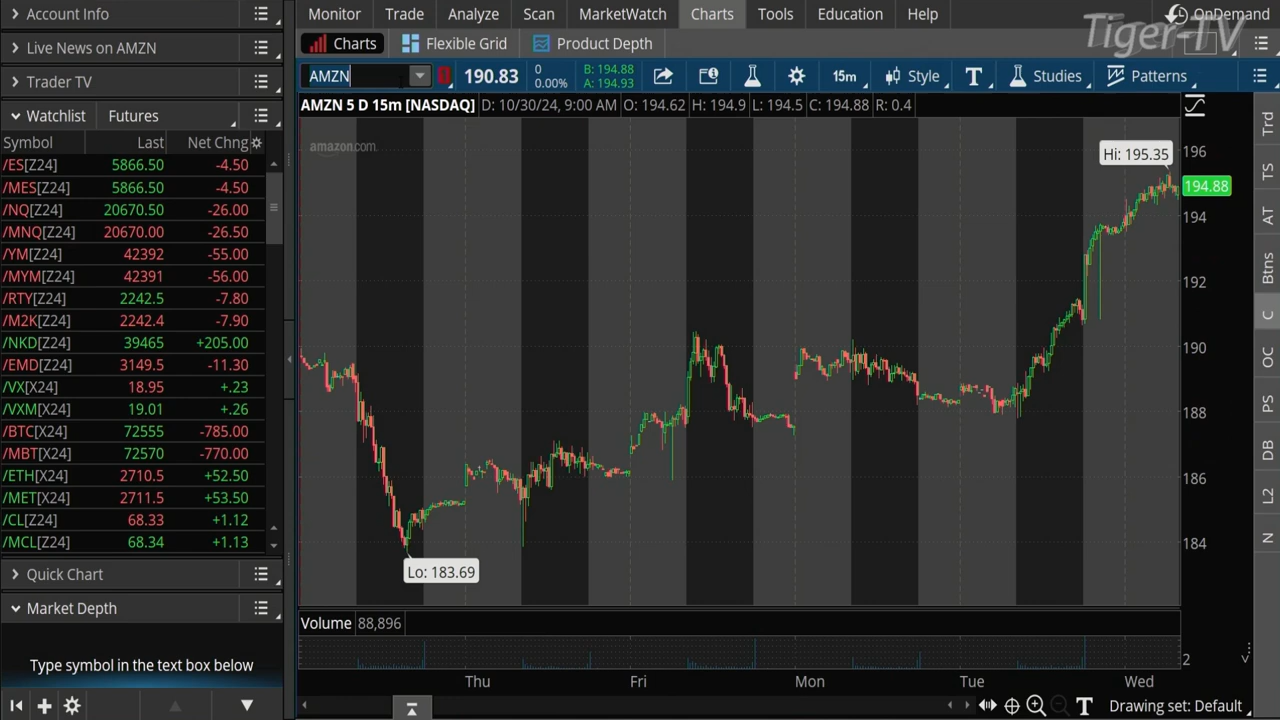 Account Info
Monitor Trade Analyze Scan MarketWatch Charts Tools Education Help
OnDemand
Tiger-TV
Live News on AMZN
Charts Flexible Grid Product Depth
Trader TV
AMZN 190.83 0 0.00% B: 194.88 A: 194.93 15m Style T Studies Patterns
Watchlist Futures
AMZN 5 D 15m [NASDAQ] D: 10/30/24, 9:00 AM O: 194.62 H: 194.9 L: 194.5 C: 194.88 R: 0.4
Symbol Last Net Chng
/ES[Z24] 5866.50 -4.50
/MES[Z24] 5866.50 -4.50
/NQ[Z24] 20670.50 -26.00
/MNQ[Z24] 20670.00 -26.50
/YM[Z24] 42392 -55.00
/MYM[Z24] 42391 -56.00
/RTY[Z24] 2242.5 -7.80
/M2K[Z24] 2242.4 -7.90
/NKD[Z24] 39465 +205.00
/EMD[Z24] 3149.5 -11.30
/VX[X24] 18.95 +.23
/VXM[X24] 19.01 +.26
/BTC[X24] 72555 -785.00
/MBT[X24] 72570 -770.00
/ETH[X24] 2710.5 +52.50
/MET[X24] 2711.5 +53.50
/CL[Z24] 68.33 +1.12
/MCL[Z24] 68.34 +1.13
Quick Chart
Market Depth
Type symbol in the text box below
amazon.com
Hi: 195.35
Lo: 183.69
196
194.88
194
190
188
186
184
Volume 88,896
2
Thu Fri Mon Tue Wed
T Drawing set: Default
Trd
TS
AT
Btns
C
OC
PS
DB
L2
N